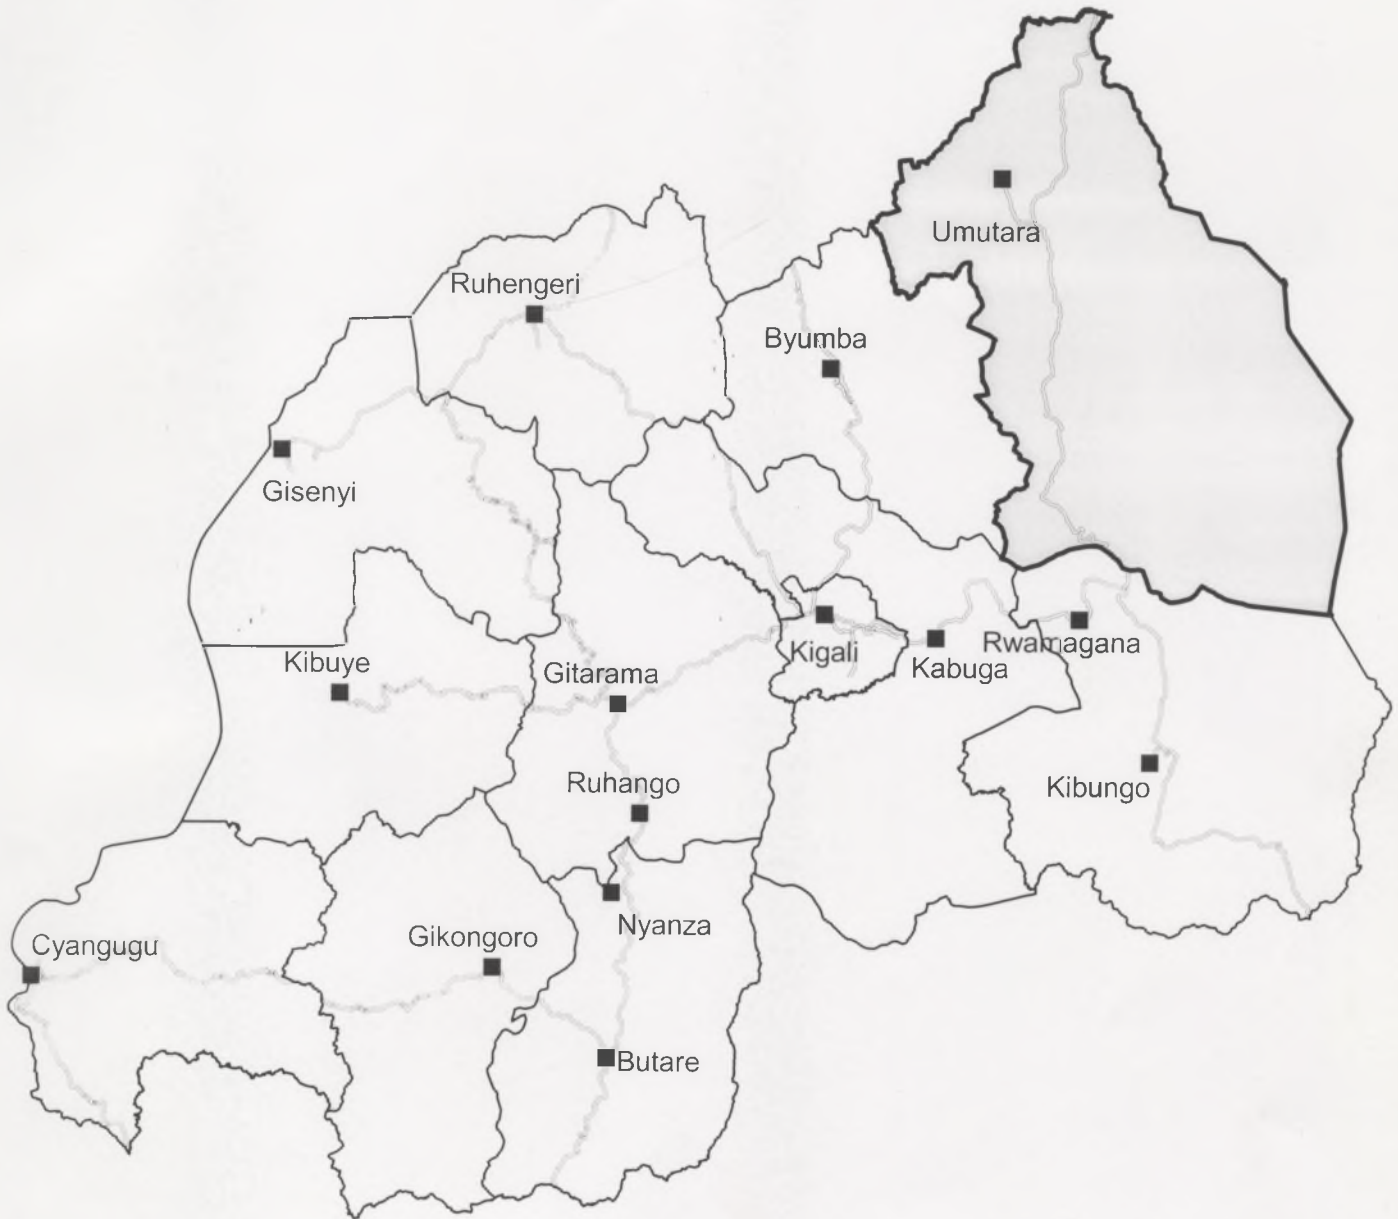 Umutara
Ruhengeri
Byumba
Gisenyi
Kibuye
Gitarama
Kigali
Kabuga
Rwamagana
Ruhango
Kibungo
Nyanza
Gikongoro
Cyangugu
Butare